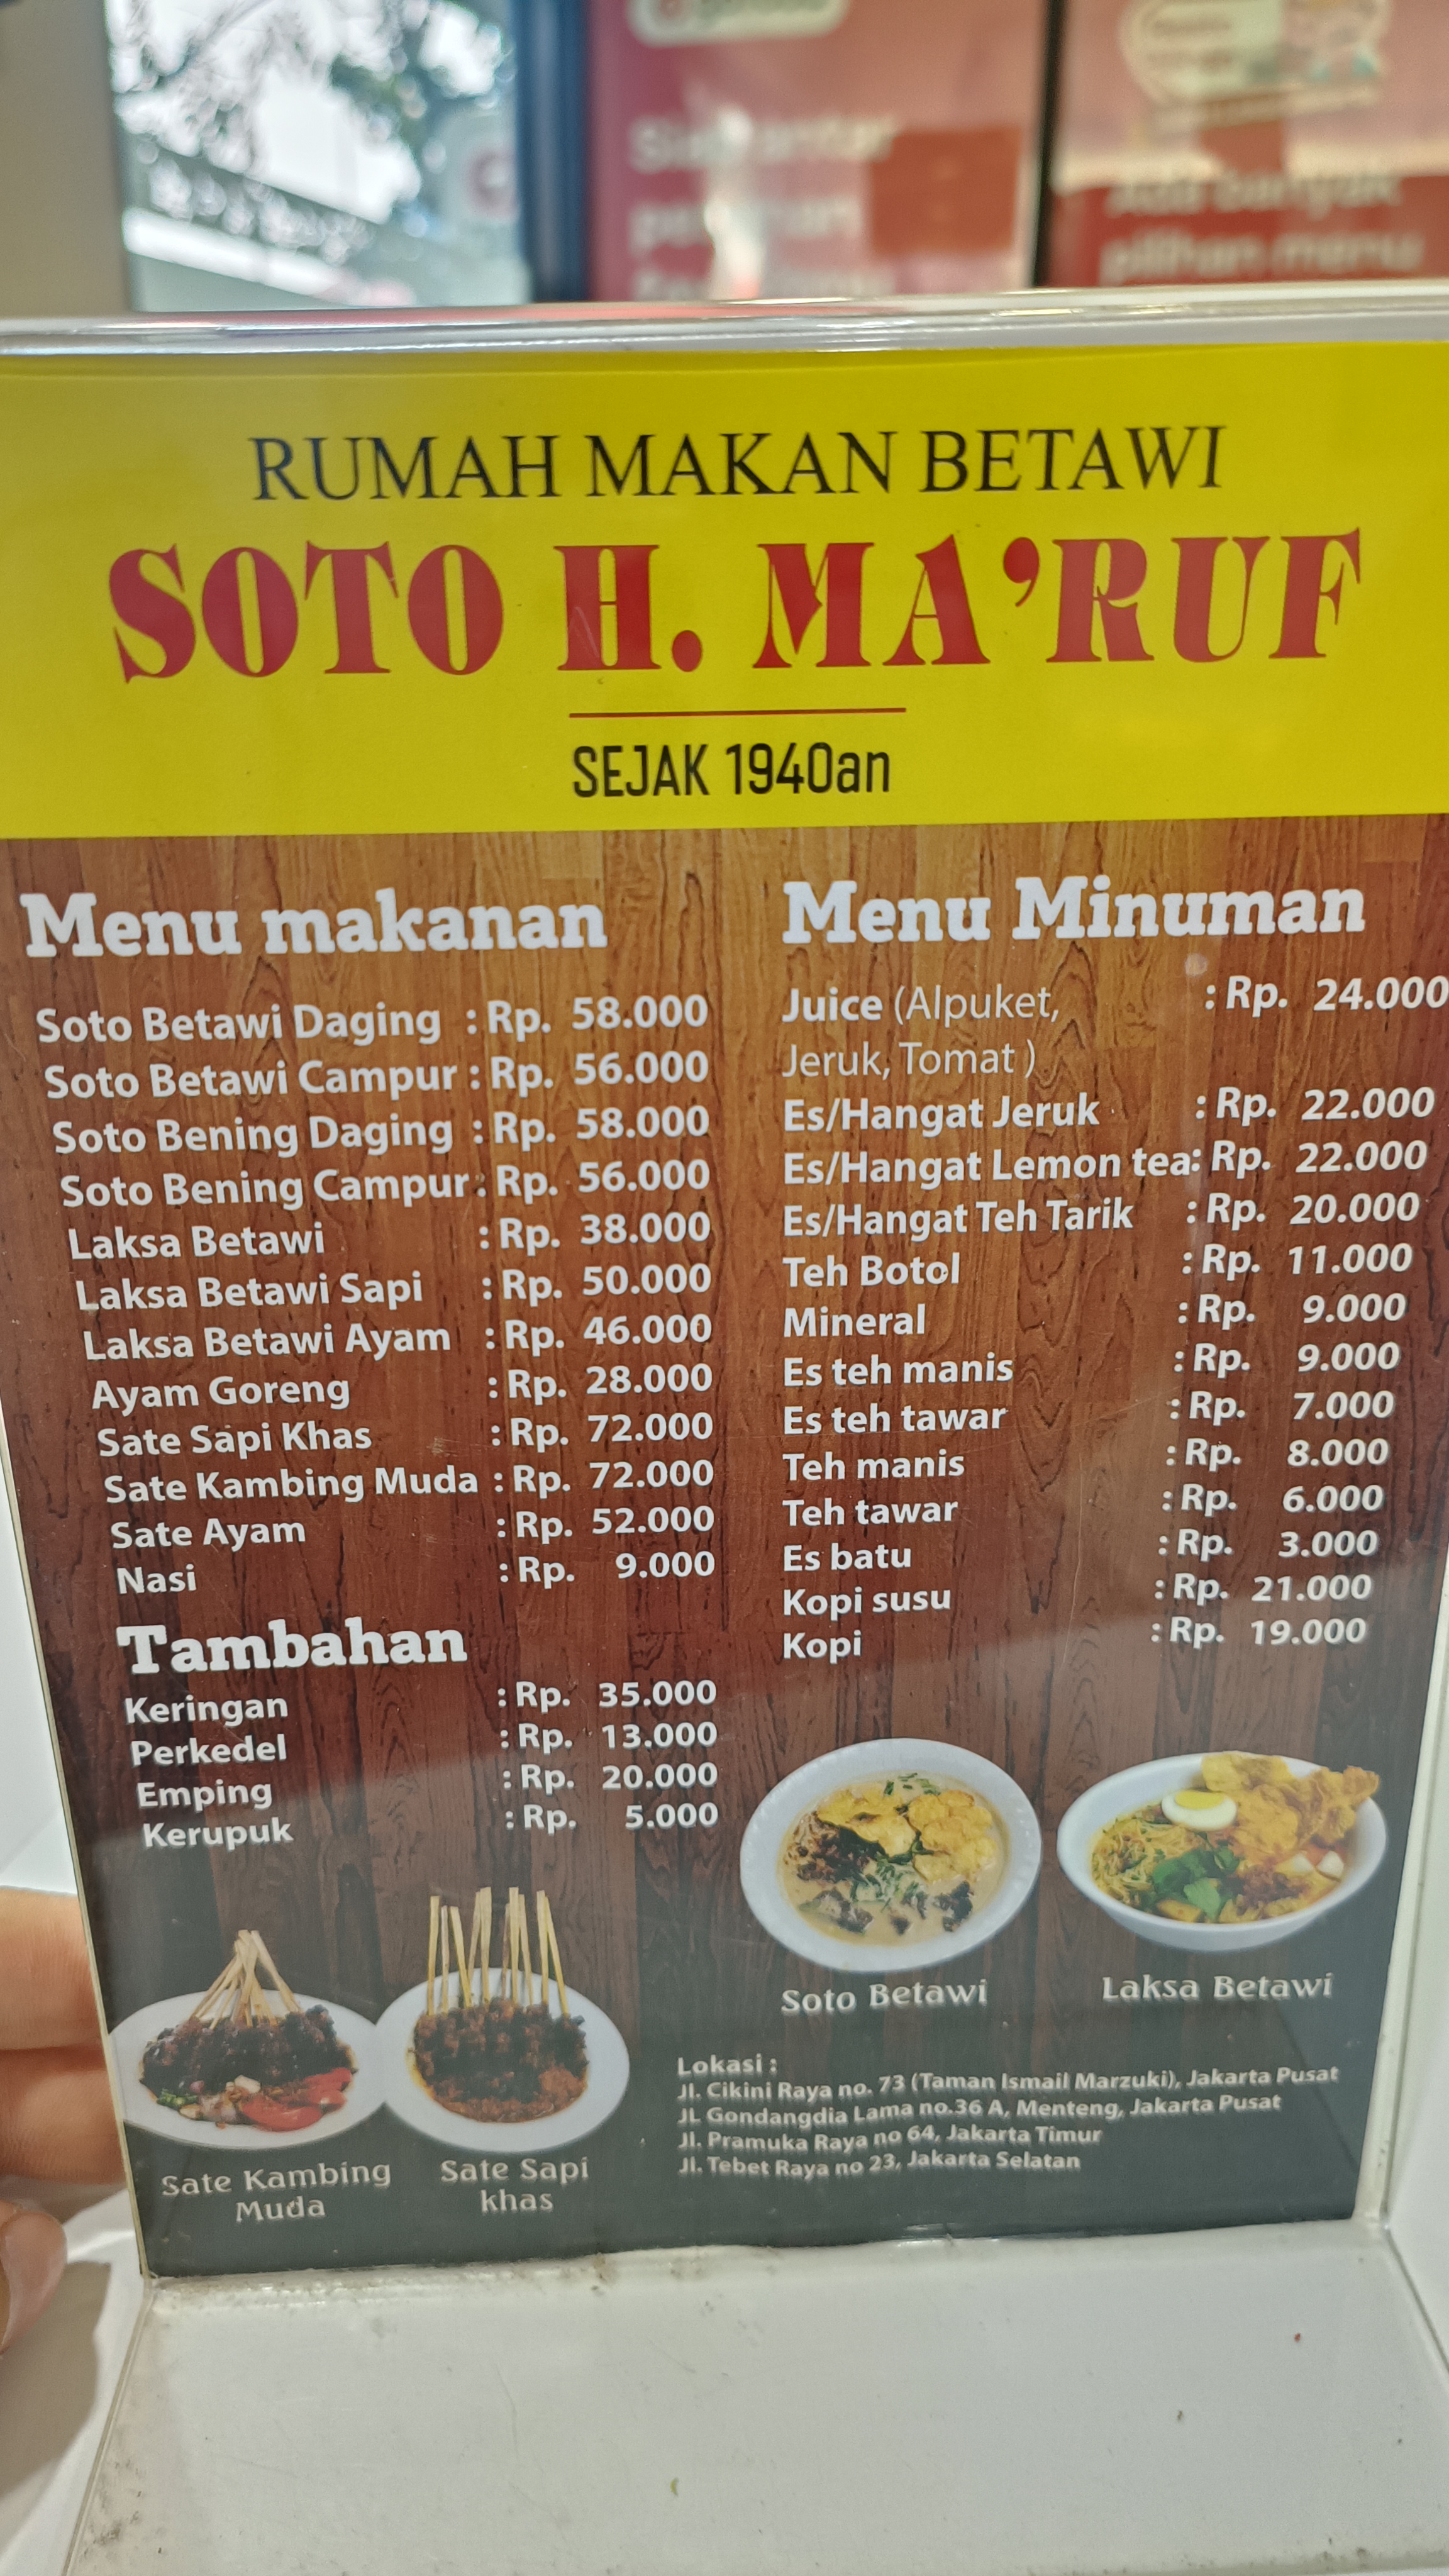 pilihan menu
RUMAH MAKAN BETAWI
SOTO H. MA'RUF
SEJAK 1940an
Menu makanan
Soto Betawi Daging : Rp. 58.000
Soto Betawi Campur : Rp. 56.000
Soto Bening Daging : Rp. 58.000
Soto Bening Campur : Rp. 56.000
Laksa Betawi : Rp. 38.000
Laksa Betawi Sapi : Rp. 50.000
Laksa Betawi Ayam : Rp. 46.000
Ayam Goreng : Rp. 28.000
Sate Sapi Khas : Rp. 72.000
Sate Kambing Muda : Rp. 72.000
Sate Ayam : Rp. 52.000
Nasi : Rp. 9.000
Tambahan
Keringan : Rp. 35.000
Perkedel : Rp. 13.000
Emping : Rp. 20.000
Kerupuk : Rp. 5.000
Sate Kambing
Muda
Sate Sapi
khas
Menu Minuman
Juice (Alpuket, : Rp. 24.000
Jeruk, Tomat )
Es/Hangat Jeruk : Rp. 22.000
Es/Hangat Lemon tea: Rp. 22.000
Es/Hangat Teh Tarik : Rp. 20.000
Teh Botol : Rp. 11.000
Mineral : Rp. 9.000
Es teh manis : Rp. 9.000
Es teh tawar : Rp. 7.000
Teh manis : Rp. 8.000
Teh tawar : Rp. 6.000
Es batu : Rp. 3.000
Kopi susu : Rp. 21.000
Kopi : Rp. 19.000
Soto Betawi
Laksa Betawi
Lokasi :
Jl. Cikini Raya no. 73 (Taman Ismail Marzuki), Jakarta Pusat
JL Gondangdia Lama no.36 A, Menteng, Jakarta Pusat
Jl. Pramuka Raya no 64, Jakarta Timur
Jl. Tebet Raya no 23, Jakarta Selatan